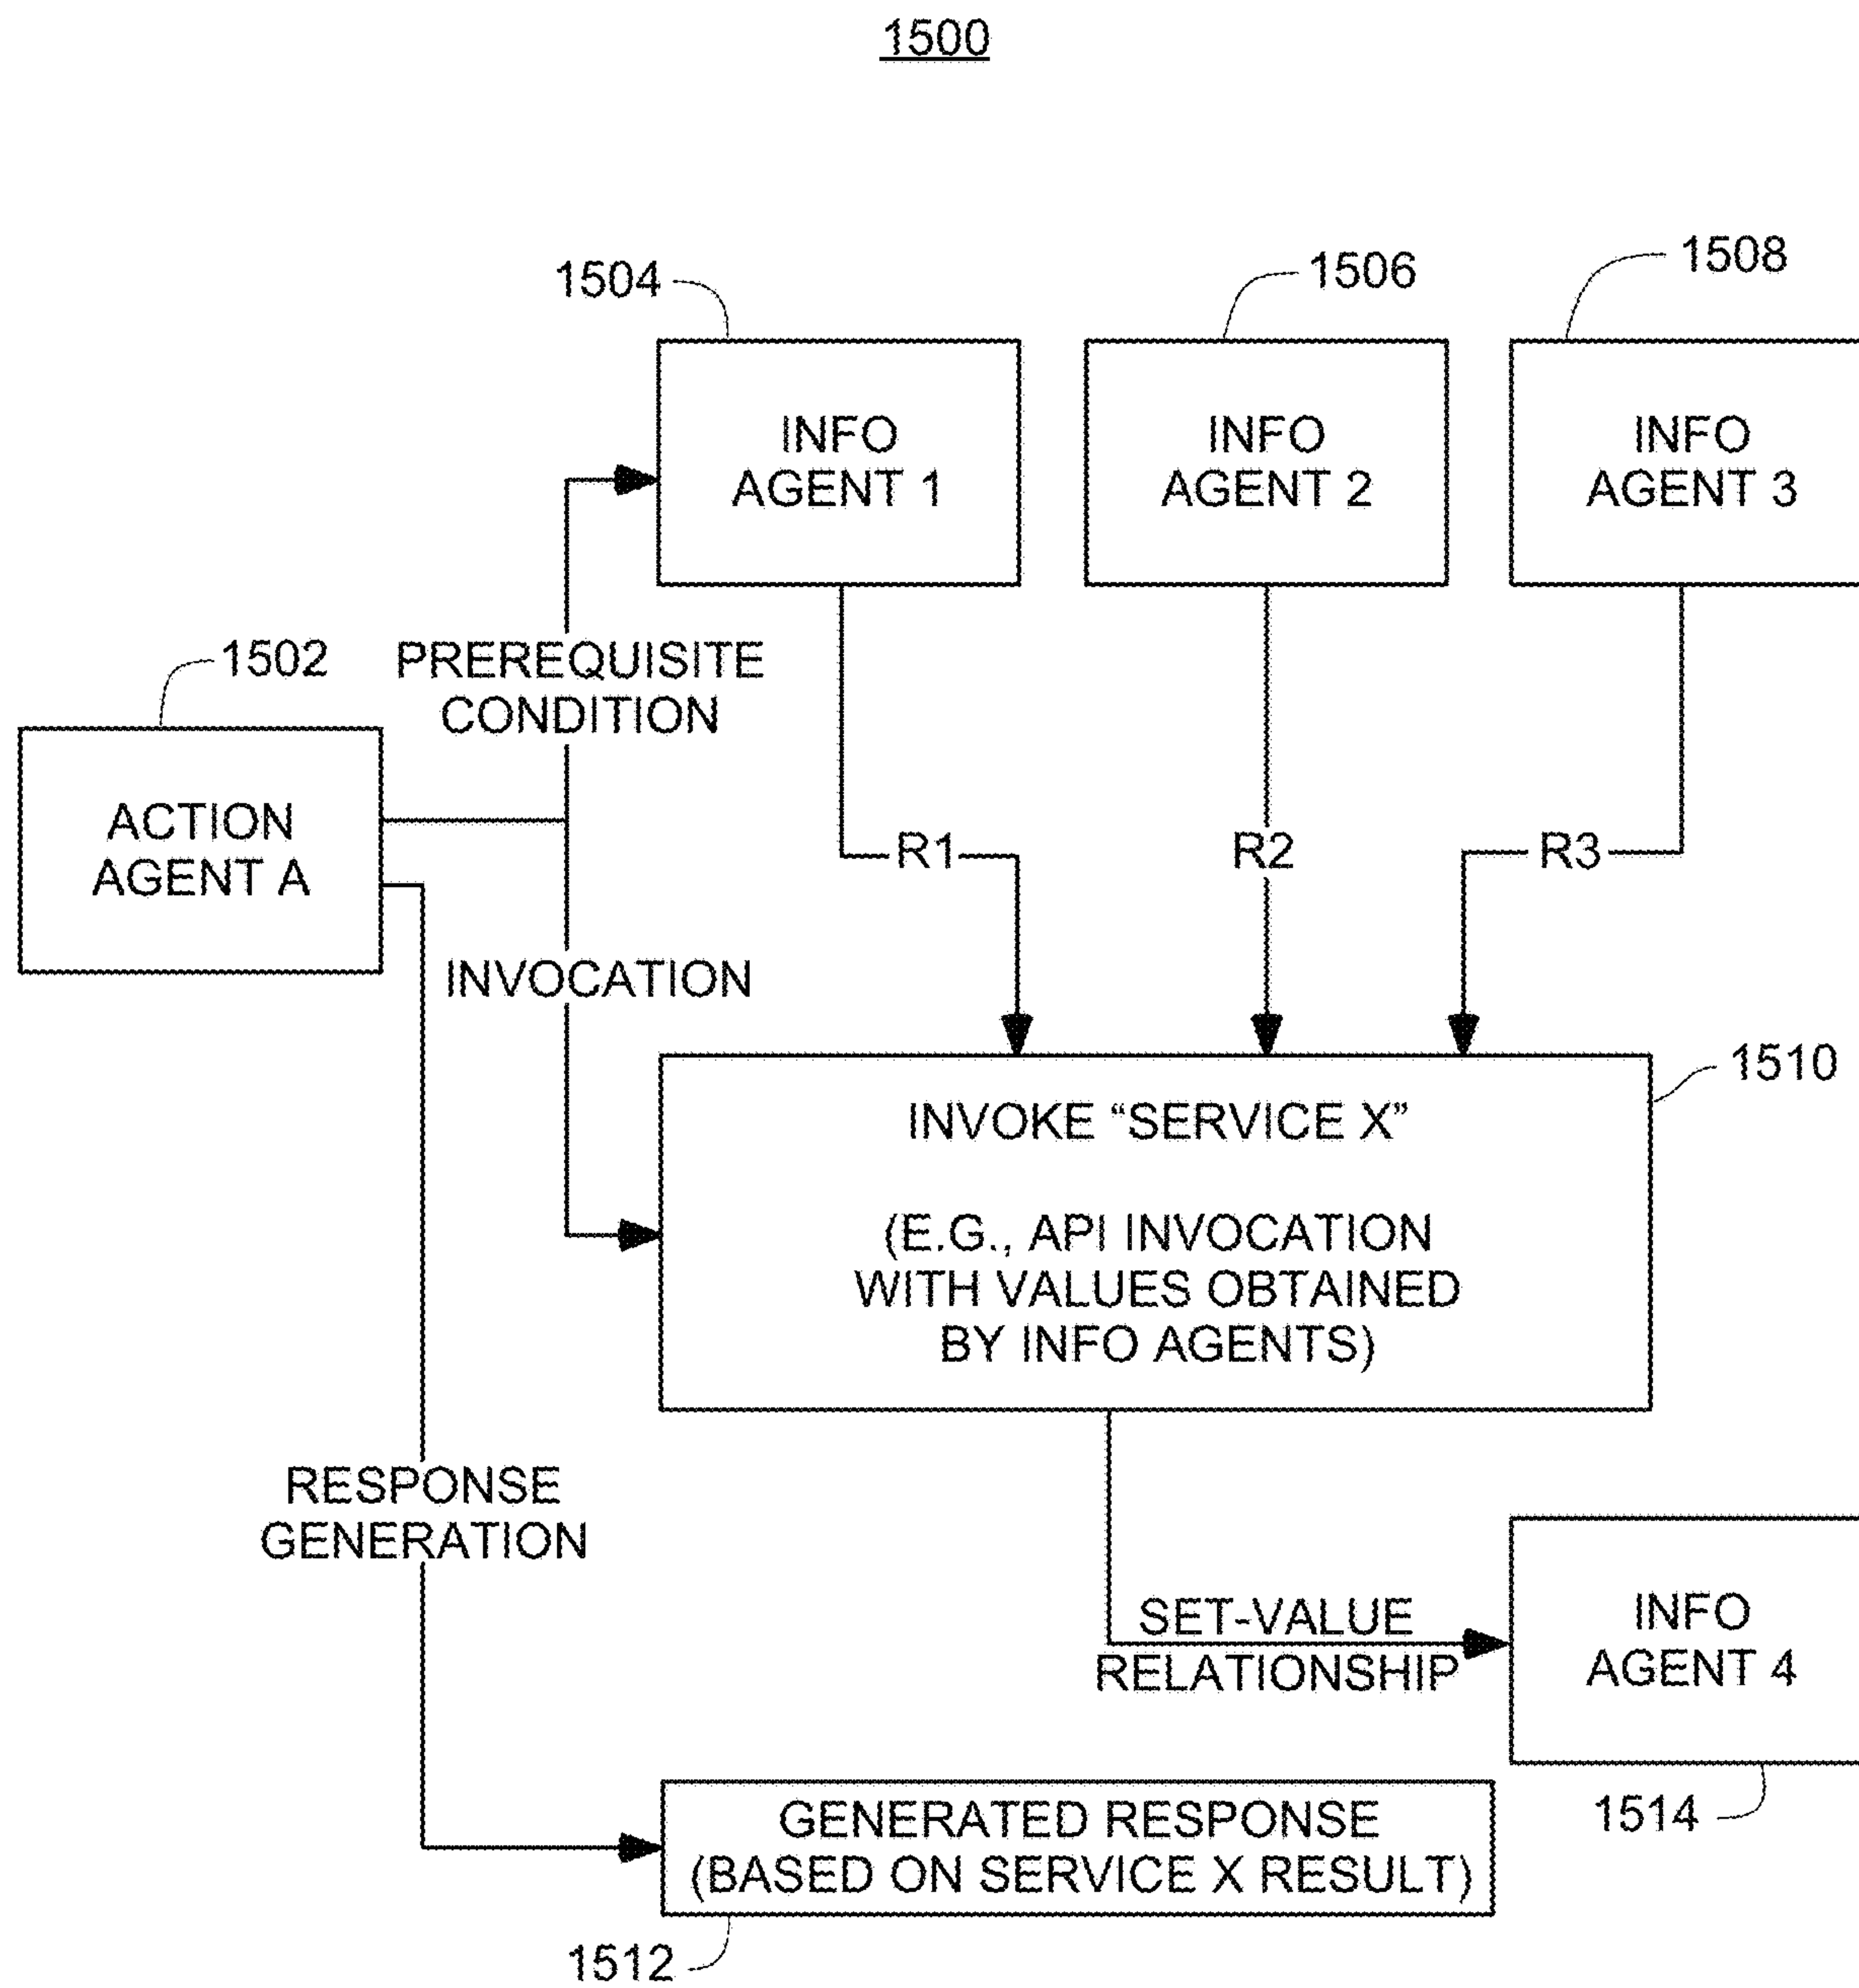 1500
1504
1506
1508
INFO
AGENT 1
INFO
AGENT 2
INFO
AGENT 3
1502
PREREQUISITE
CONDITION
ACTION
AGENT A
R1
R2
R3
INVOCATION
1510
INVOKE “SERVICE X”
(E.G., API INVOCATION
WITH VALUES OBTAINED
BY INFO AGENTS)
RESPONSE
GENERATION
SET-VALUE
RELATIONSHIP
INFO
AGENT 4
1514
GENERATED RESPONSE
(BASED ON SERVICE X RESULT)
1512